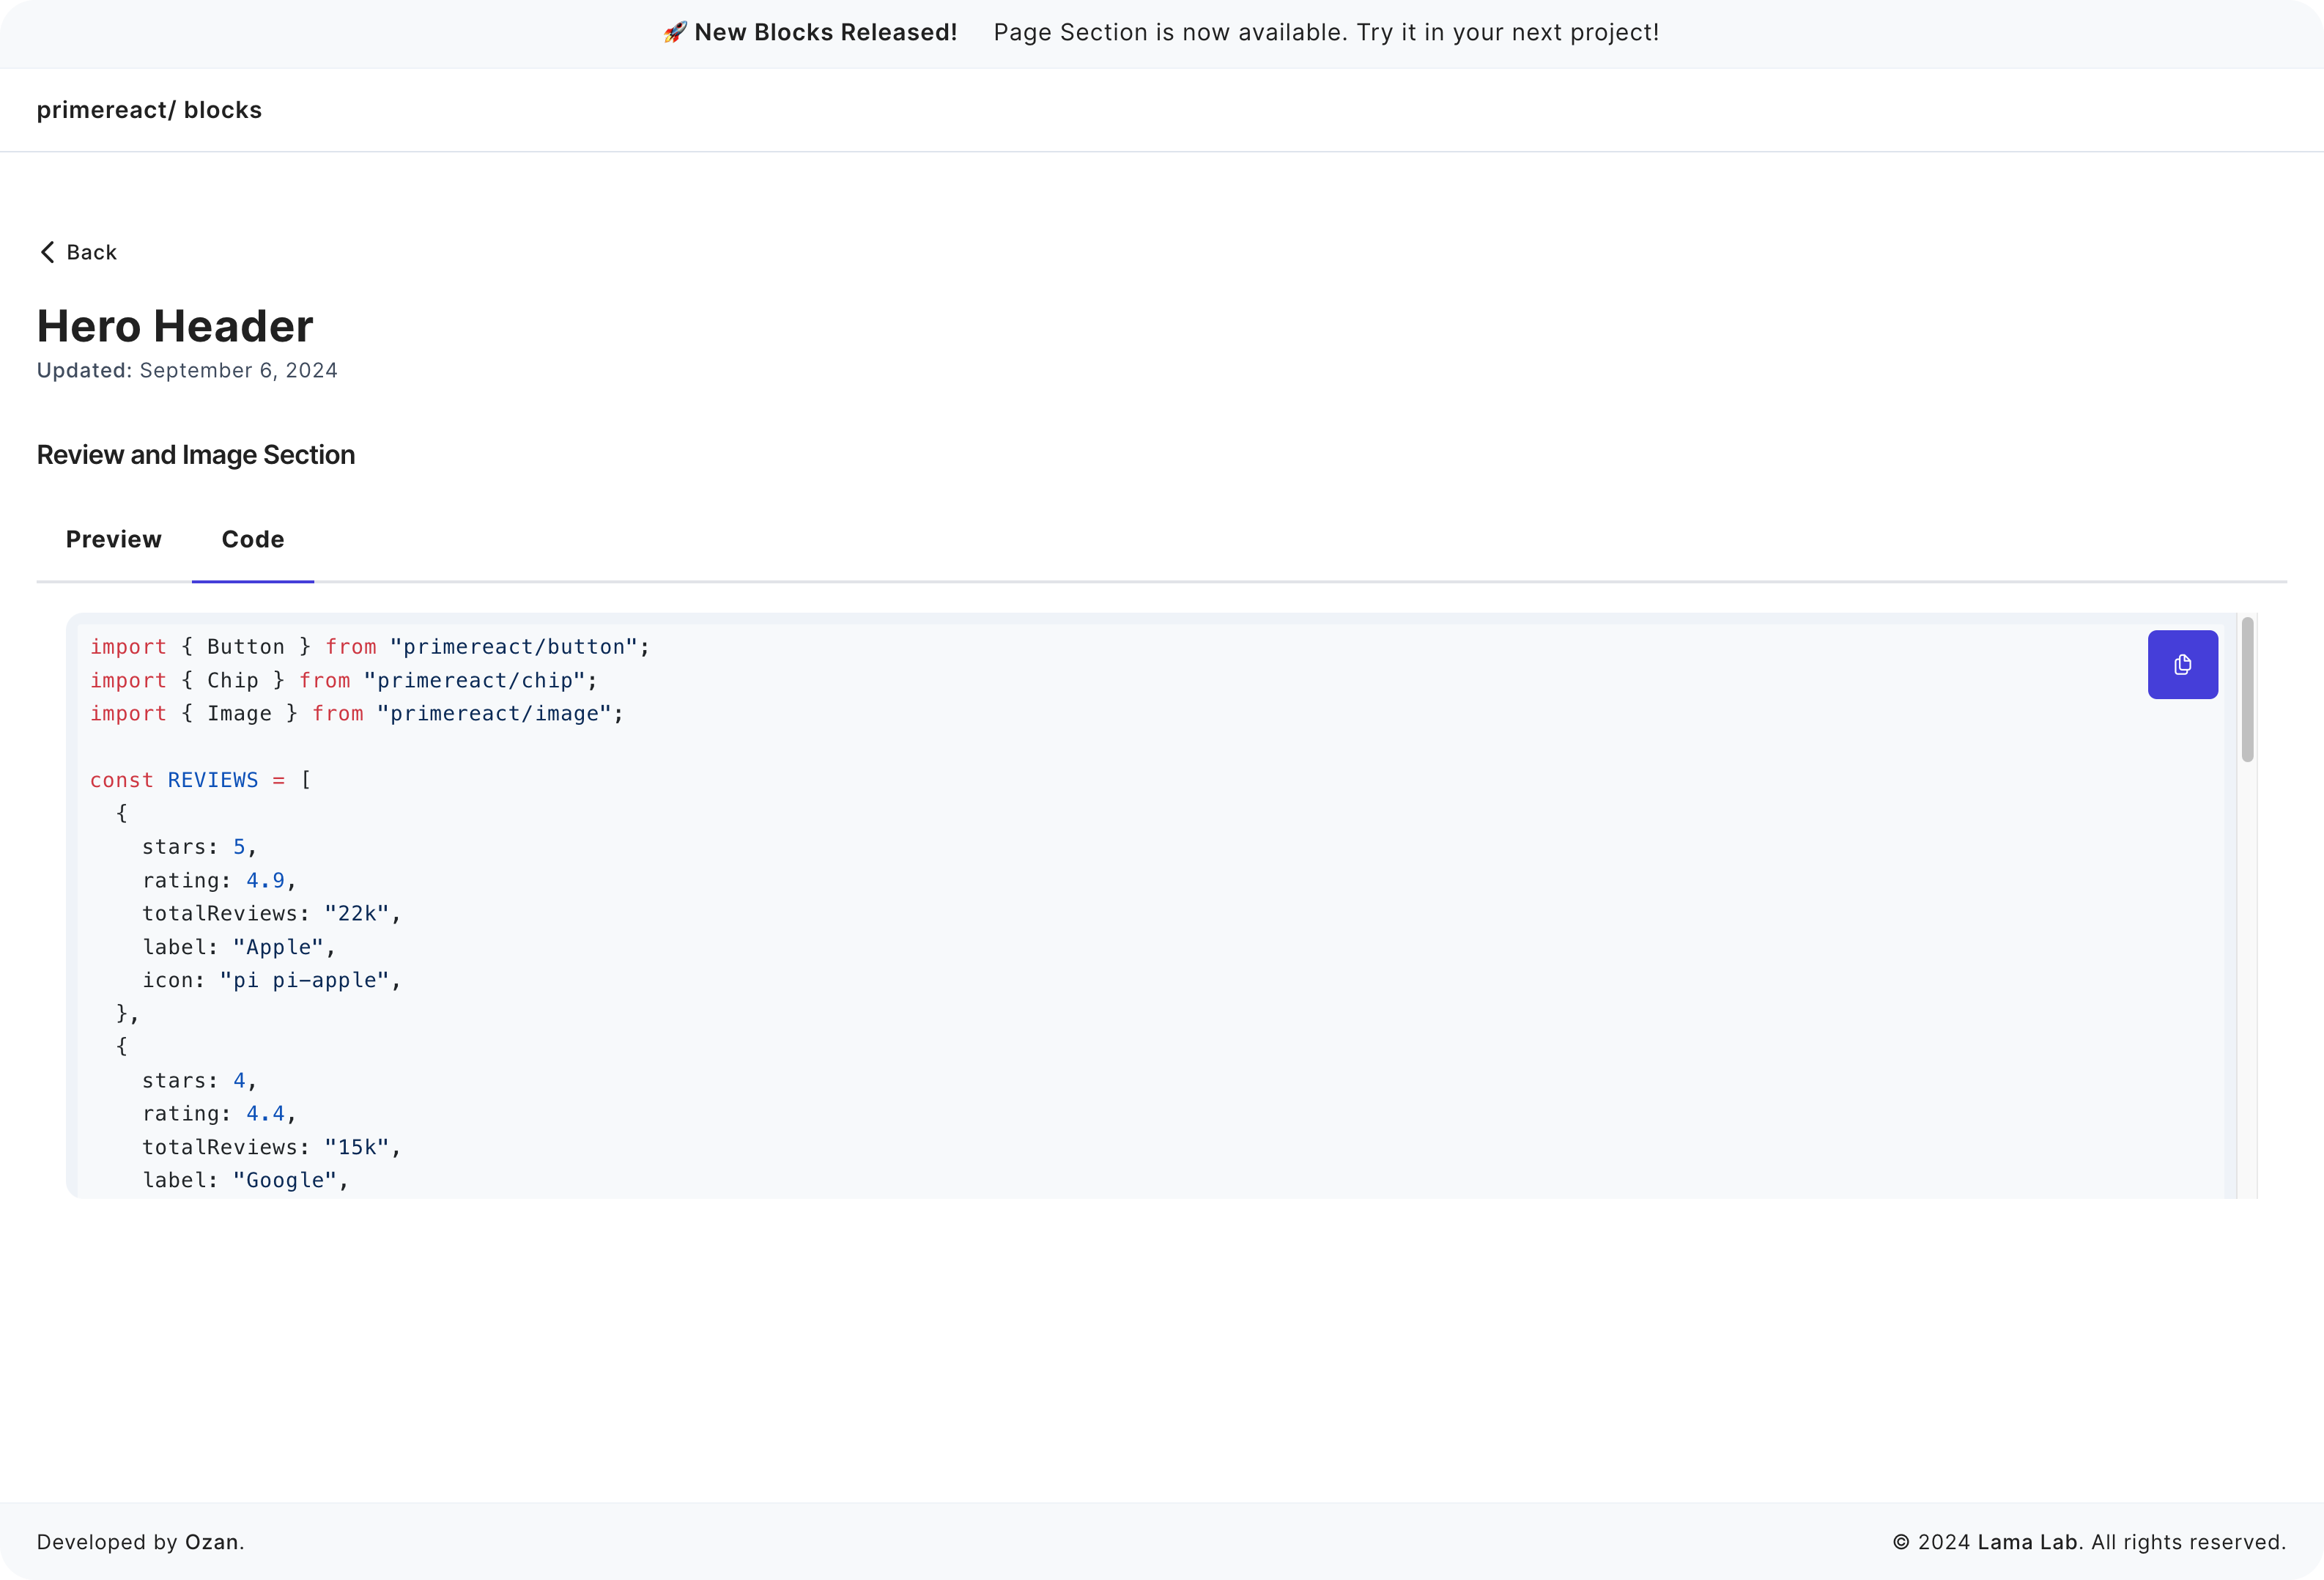 🚀 New Blocks Released! Page Section is now available. Try it in your next project!
primereact/ blocks
Back
Hero Header
Updated: September 6, 2024
Review and Image Section
Preview Code
import { Button } from "primereact/button";
import { Chip } from "primereact/chip";
import { Image } from "primereact/image";

const REVIEWS = [
  {
    stars: 5,
    rating: 4.9,
    totalReviews: "22k",
    label: "Apple",
    icon: "pi pi-apple",
  },
  {
    stars: 4,
    rating: 4.4,
    totalReviews: "15k",
    label: "Google",
Developed by Ozan.
© 2024 Lama Lab. All rights reserved.